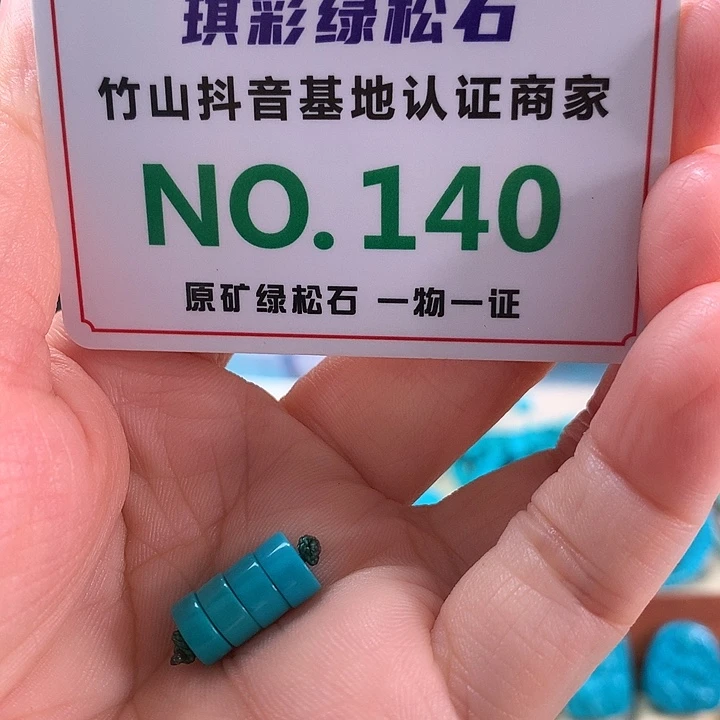 琪彩绿松石
竹山抖音基地认证商家
NO.140
原矿绿松石 一物一证